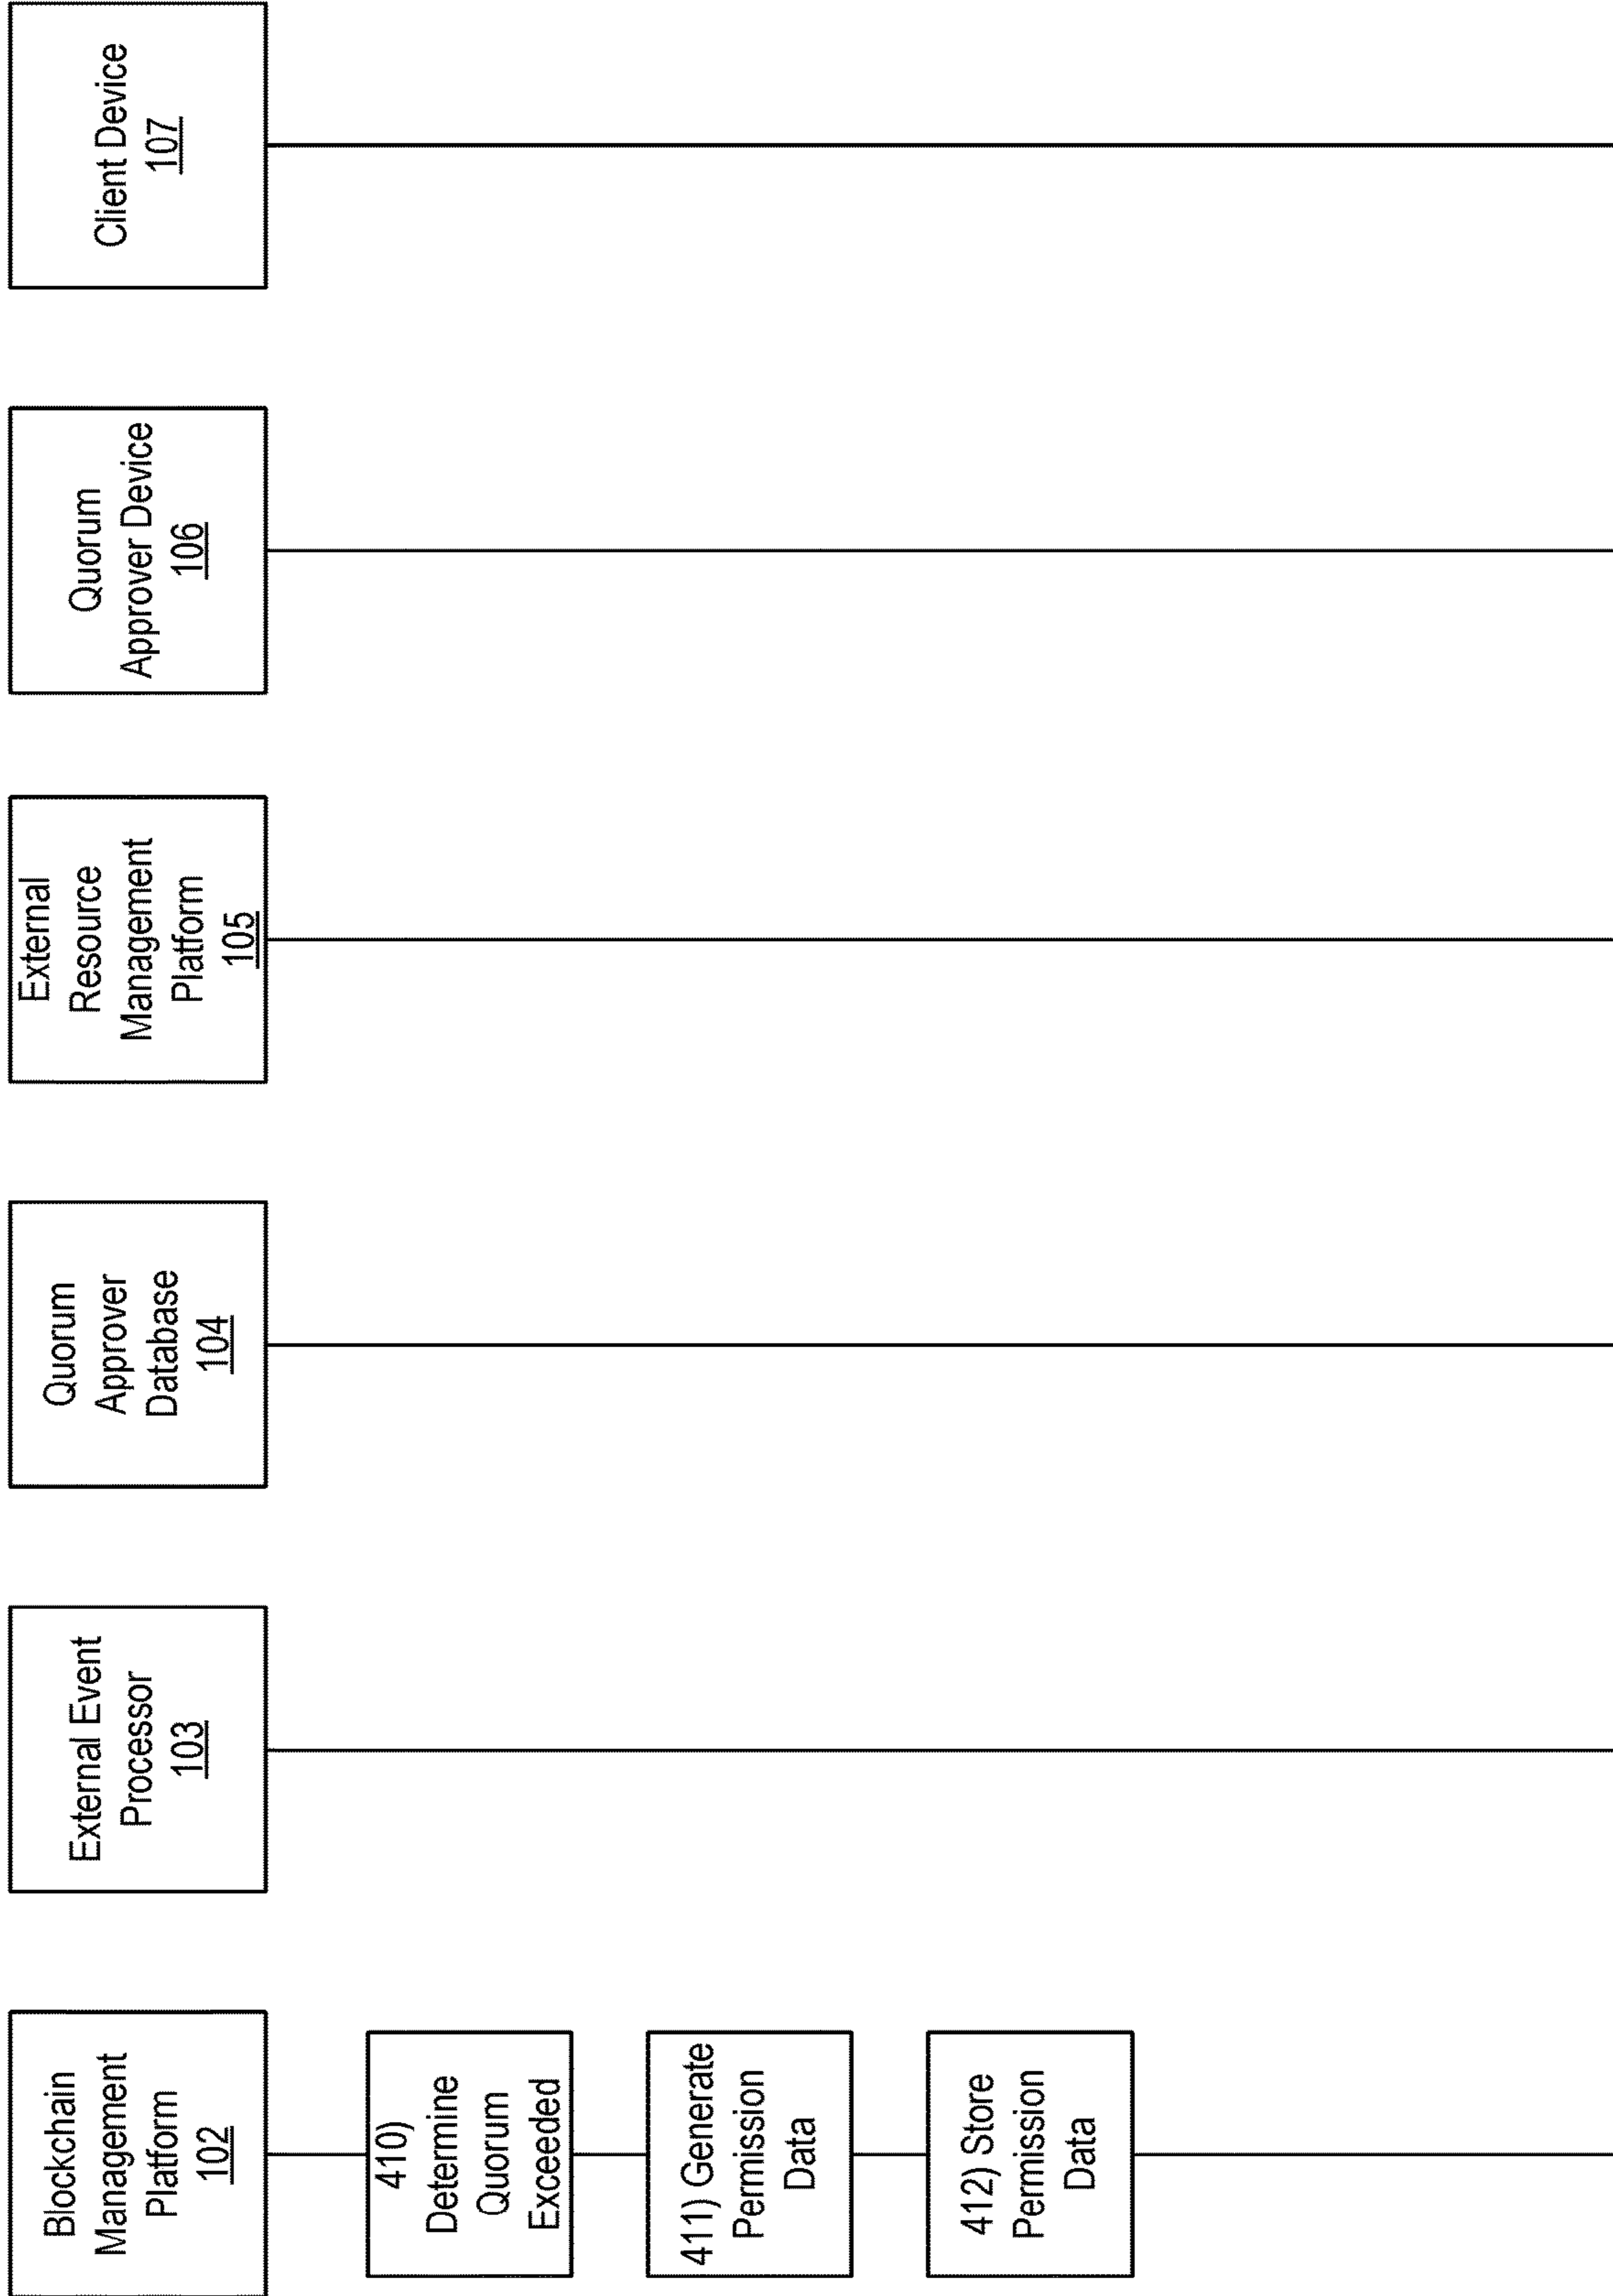 Blockchain
Management
Platform
102
External Event
Processor
103
Quorum
Approver
Database
104
External
Resource
Management
Platform
105
Quorum
Approver Device
106
Client Device
107
410)
Determine
Quorum
Exceeded
411) Generate
Permission
Data
412) Store
Permission
Data